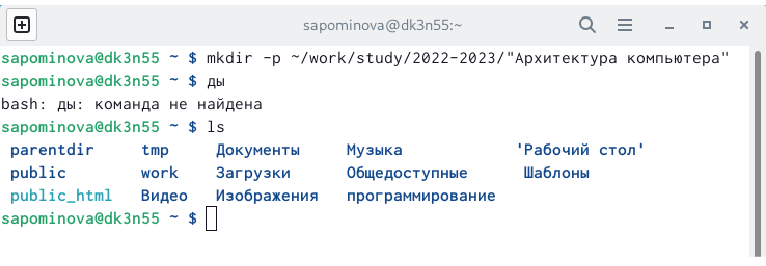 sapominova@dk3n55:~
sapominova@dk3n55 ~ $ mkdir -p ~/work/study/2022-2023/"Архитектура компьютера"
sapominova@dk3n55 ~ $ ды
bash: ды: команда не найдена
sapominova@dk3n55 ~ $ ls
parentdir tmp Документы Музыка 'Рабочий стол'
public work Загрузки Общедоступные Шаблоны
public_html Видео Изображения программирование
sapominova@dk3n55 ~ $